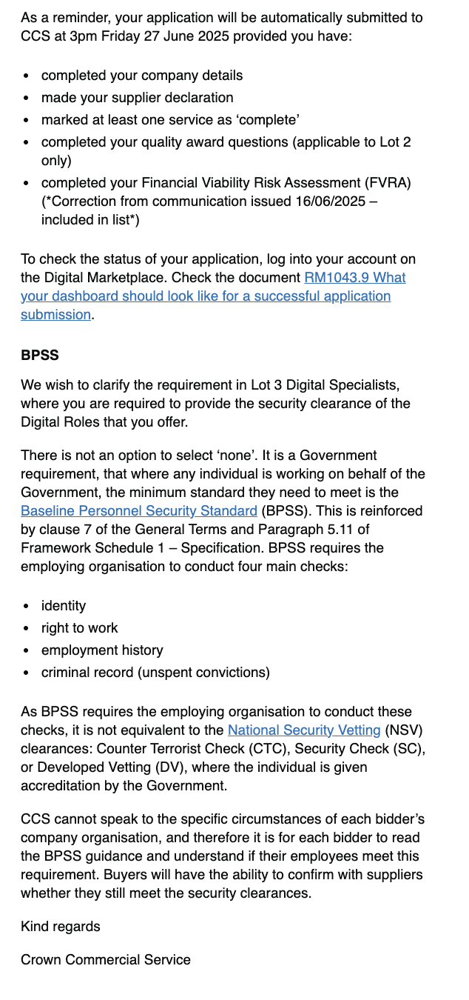 As a reminder, your application will be automatically submitted to
CCS at 3pm Friday 27 June 2025 provided you have:
• completed your company details
• made your supplier declaration
• marked at least one service as ‘complete’
• completed your quality award questions (applicable to Lot 2
only)
• completed your Financial Viability Risk Assessment (FVRA)
(*Correction from communication issued 16/06/2025 –
included in list*)
To check the status of your application, log into your account on
the Digital Marketplace. Check the document RM1043.9 What
your dashboard should look like for a successful application
submission.
BPSS
We wish to clarify the requirement in Lot 3 Digital Specialists,
where you are required to provide the security clearance of the
Digital Roles that you offer.
There is not an option to select ‘none’. It is a Government
requirement, that where any individual is working on behalf of the
Government, the minimum standard they need to meet is the
Baseline Personnel Security Standard (BPSS). This is reinforced
by clause 7 of the General Terms and Paragraph 5.11 of
Framework Schedule 1 – Specification. BPSS requires the
employing organisation to conduct four main checks:
• identity
• right to work
• employment history
• criminal record (unspent convictions)
As BPSS requires the employing organisation to conduct these
checks, it is not equivalent to the National Security Vetting (NSV)
clearances: Counter Terrorist Check (CTC), Security Check (SC),
or Developed Vetting (DV), where the individual is given
accreditation by the Government.
CCS cannot speak to the specific circumstances of each bidder’s
company organisation, and therefore it is for each bidder to read
the BPSS guidance and understand if their employees meet this
requirement. Buyers will have the ability to confirm with suppliers
whether they still meet the security clearances.
Kind regards
Crown Commercial Service